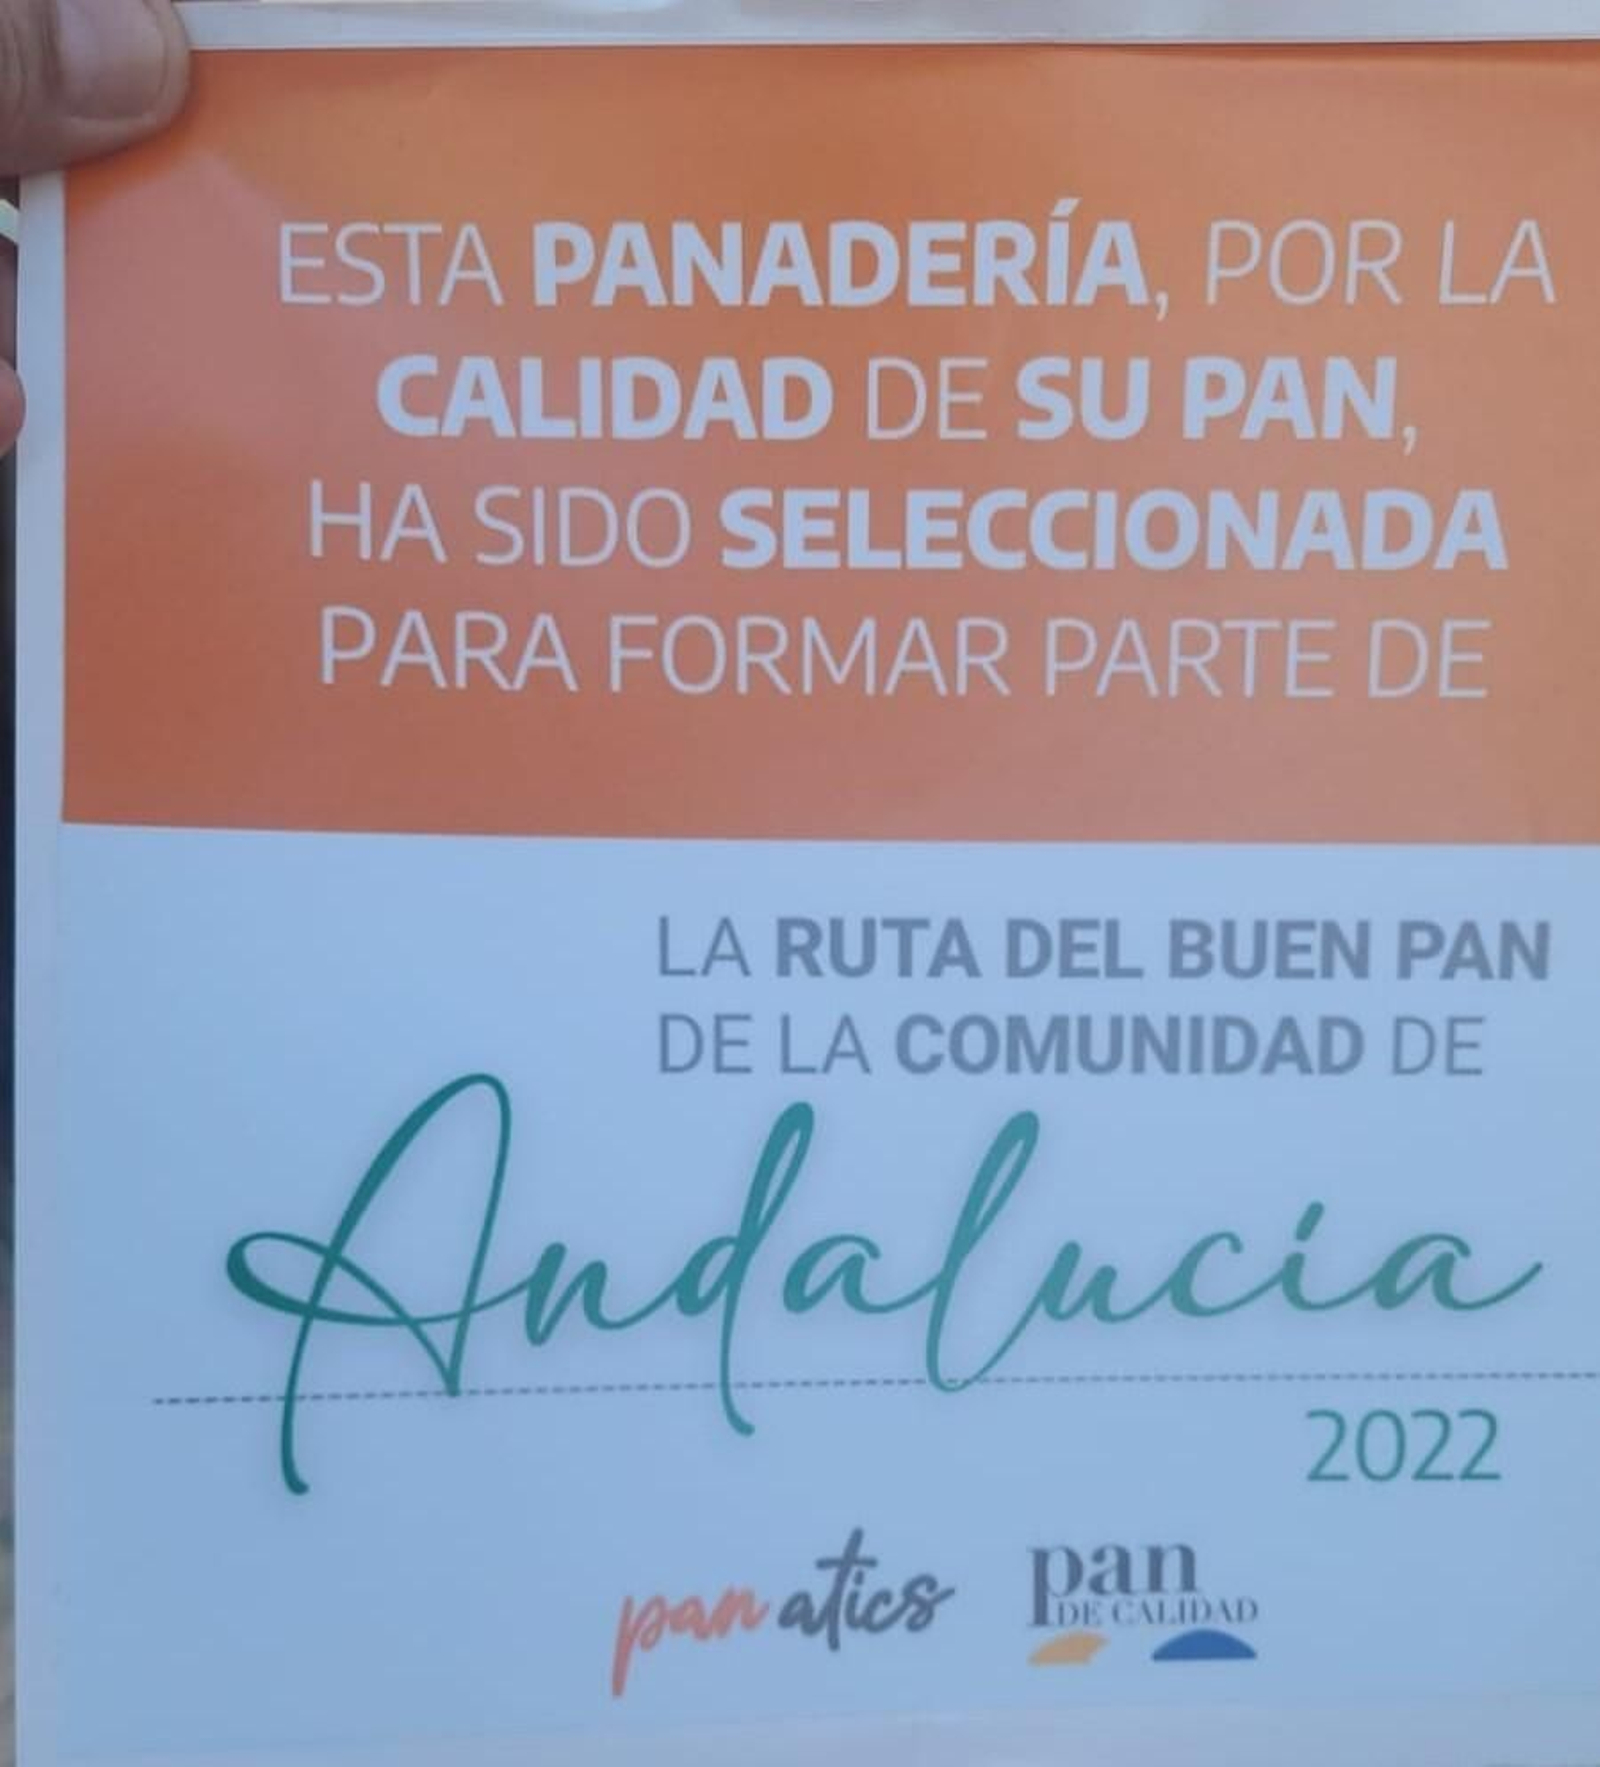 ESTA PANADERÍA, POR LA
CALIDAD DE SU PAN,
HA SIDO SELECCIONADA
PARA FORMAR PARTE DE
LA RUTA DEL BUEN PAN
DE LA COMUNIDAD DE
Andalucía
2022
panatics
pan
DE CALIDAD